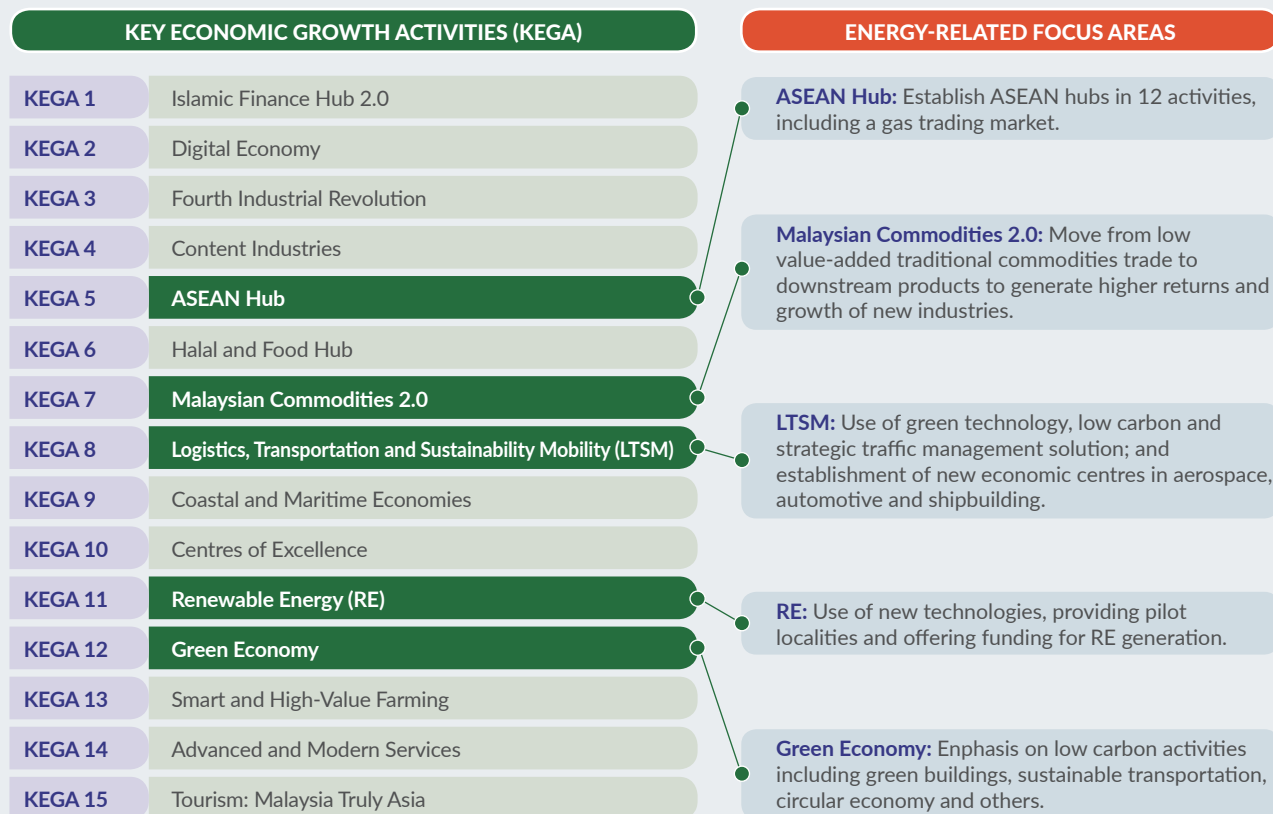 KEY ECONOMIC GROWTH ACTIVITIES (KEGA)
KEGA 1 Islamic Finance Hub 2.0
KEGA 2 Digital Economy
KEGA 3 Fourth Industrial Revolution
KEGA 4 Content Industries
KEGA 5 ASEAN Hub
KEGA 6 Halal and Food Hub
KEGA 7 Malaysian Commodities 2.0
KEGA 8 Logistics, Transportation and Sustainability Mobility (LTSM)
KEGA 9 Coastal and Maritime Economies
KEGA 10 Centres of Excellence
KEGA 11 Renewable Energy (RE)
KEGA 12 Green Economy
KEGA 13 Smart and High-Value Farming
KEGA 14 Advanced and Modern Services
KEGA 15 Tourism: Malaysia Truly Asia
ENERGY-RELATED FOCUS AREAS
ASEAN Hub: Establish ASEAN hubs in 12 activities,
including a gas trading market.
Malaysian Commodities 2.0: Move from low
value-added traditional commodities trade to
downstream products to generate higher returns and
growth of new industries.
LTSM: Use of green technology, low carbon and
strategic traffic management solution; and
establishment of new economic centres in aerospace,
automotive and shipbuilding.
RE: Use of new technologies, providing pilot
localities and offering funding for RE generation.
Green Economy: Enphasis on low carbon activities
including green buildings, sustainable transportation,
circular economy and others.